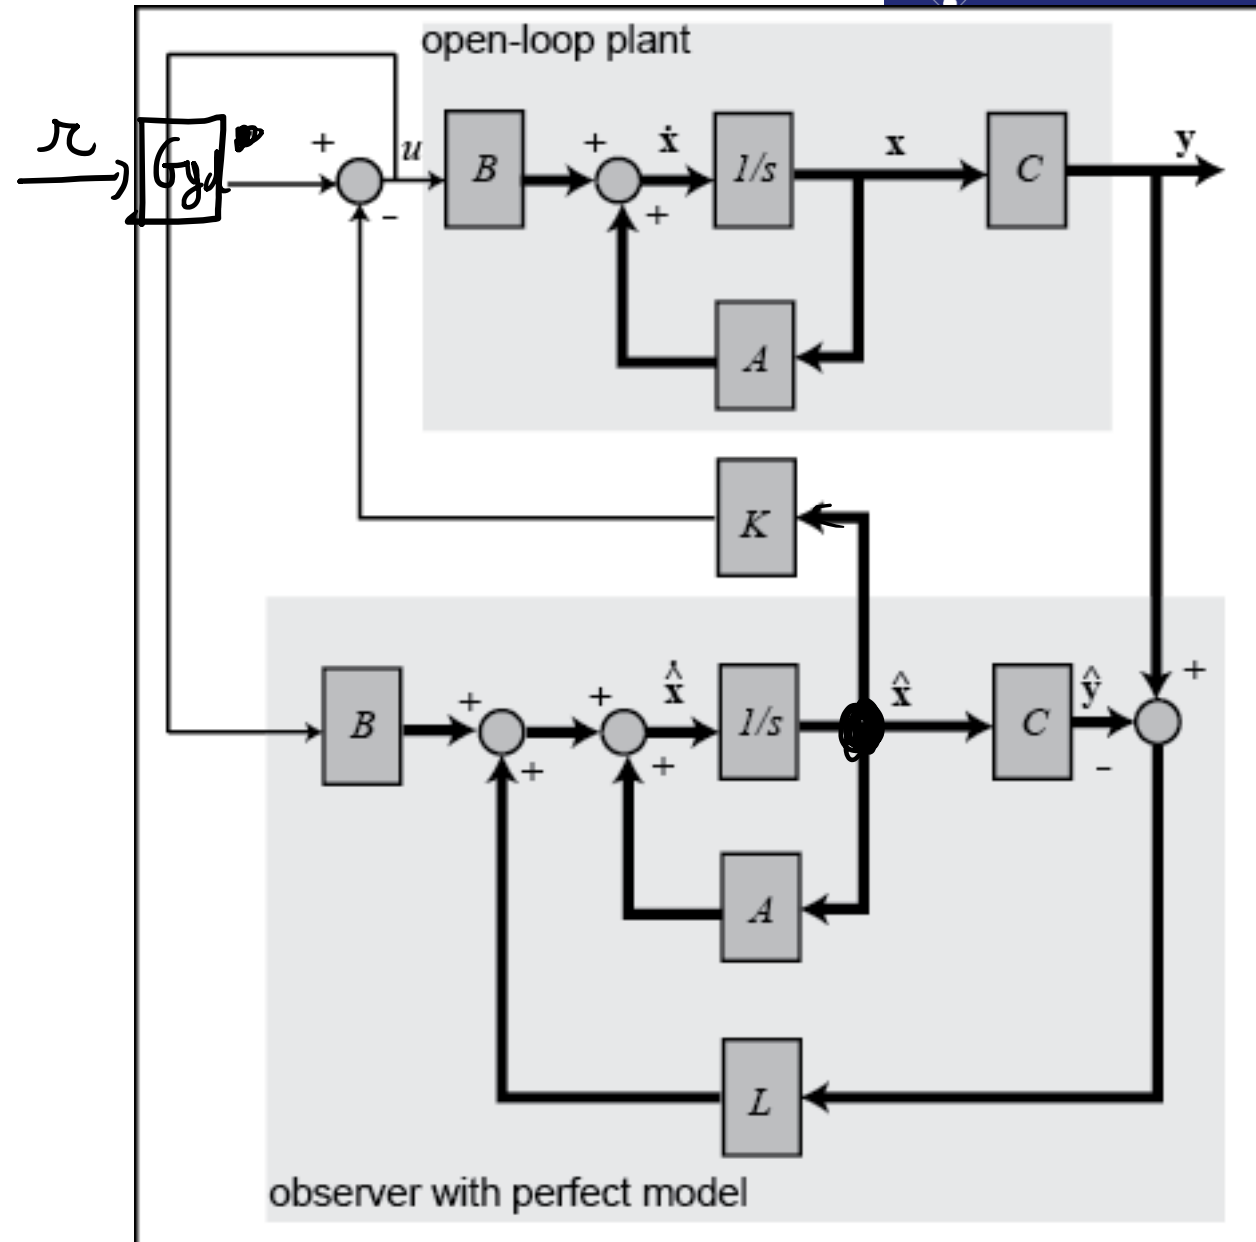 open-loop plant
r
Gyd
+
-
u
B
+
+
ẋ
1/s
x
C
y
A
K
B
+
+
+
+
x̂̇
1/s
x̂
C
ŷ
+
-
A
L
observer with perfect model